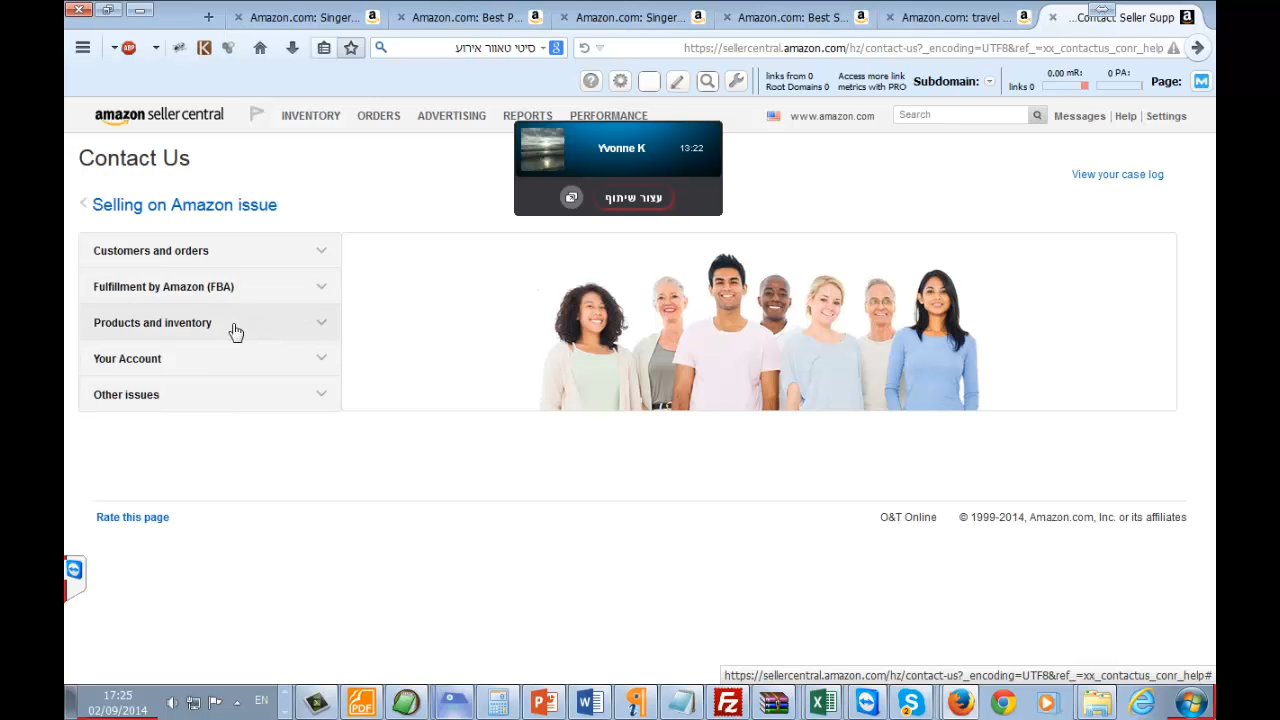 Amazon.com: Singer...
Amazon.com: Best P...
Amazon.com: Singer...
Amazon.com: Best S...
Amazon.com: travel ...
...Contact Seller Supp
ABP
K
סיטי טאוור אירוע
8
https://sellercentral.amazon.com/hz/contact-us?_encoding=UTF8&ref_=xx_contactus_conr_help
links from 0
Root Domains 0
Access more link
metrics with PRO
Subdomain:
0.00 mR:
links 0
0 PA:
Page:
M
amazon seller central
INVENTORY
ORDERS
ADVERTISING
REPORTS
PERFORMANCE
www.amazon.com
Search
Messages | Help | Settings
Yvonne K
13:22
עצור שיתוף
Contact Us
View your case log
Selling on Amazon issue
Customers and orders
Fulfillment by Amazon (FBA)
Products and inventory
Your Account
Other issues
Rate this page
O&T Online
© 1999-2014, Amazon.com, Inc. or its affiliates
https://sellercentral.amazon.com/hz/contact-us?_encoding=UTF8&ref_=xx_contactus_conr_help#
17:25
02/09/2014
EN
PDF